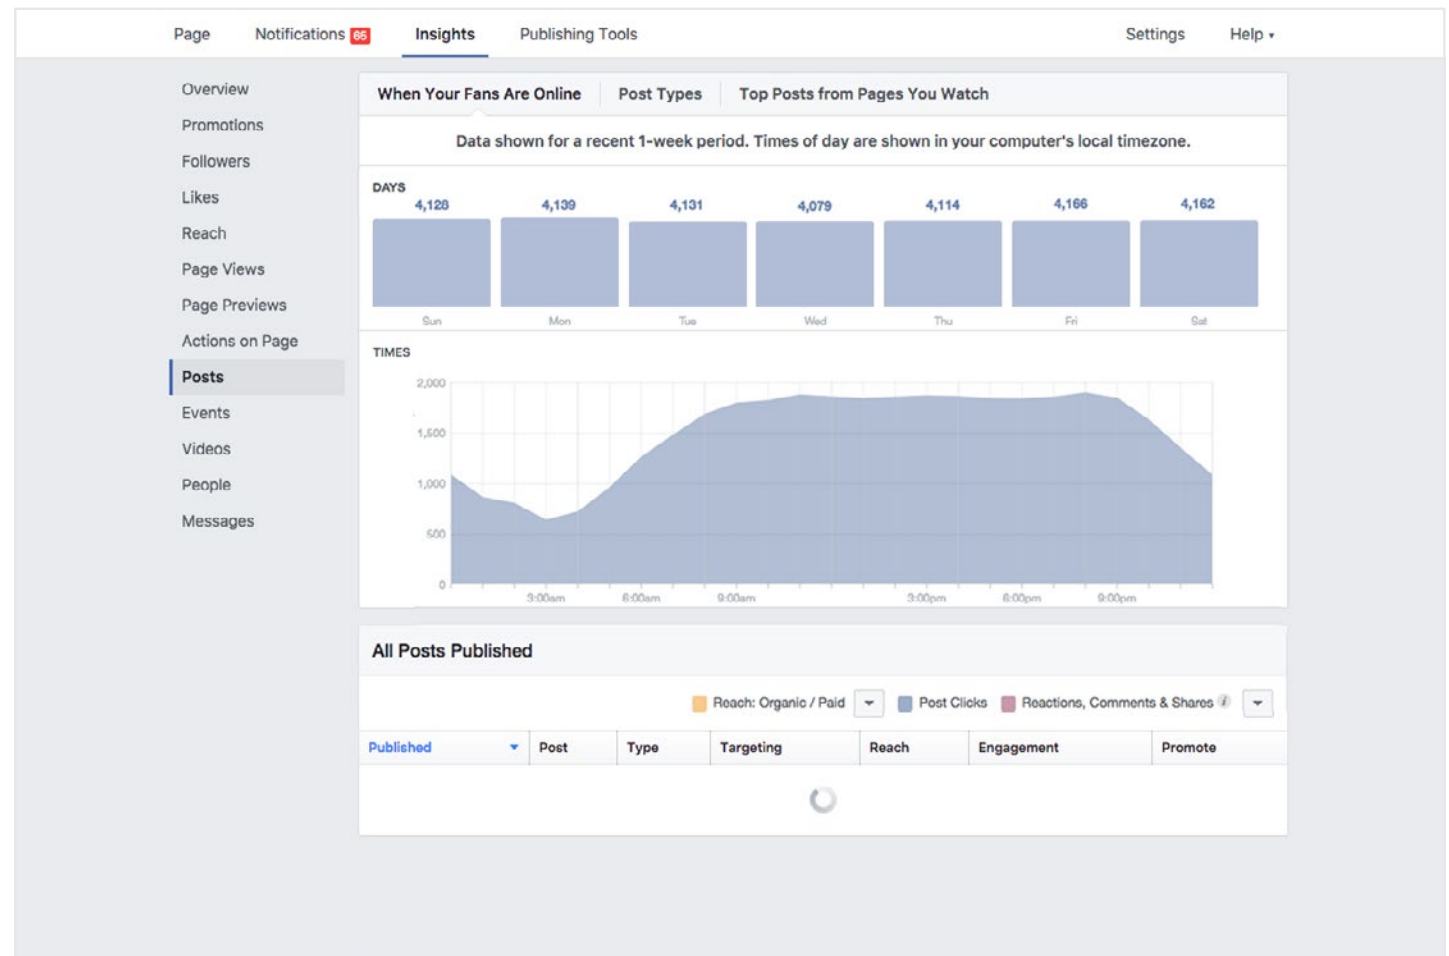 Page Notifications 65 Insights Publishing Tools Settings Help
Overview
Promotions
Followers
Likes
Reach
Page Views
Page Previews
Actions on Page
Posts
Events
Videos
People
Messages
When Your Fans Are Online Post Types Top Posts from Pages You Watch
Data shown for a recent 1-week period. Times of day are shown in your computer's local timezone.
DAYS
4,128 4,139 4,131 4,079 4,114 4,166 4,162
Sun Mon Tue Wed Thu Fri Sat
TIMES
2,000
1,500
1,000
500
0
3:00am 6:00am 9:00am 3:00pm 6:00pm 9:00pm
All Posts Published
Reach: Organic / Paid Post Clicks Reactions, Comments & Shares i
Published Post Type Targeting Reach Engagement Promote